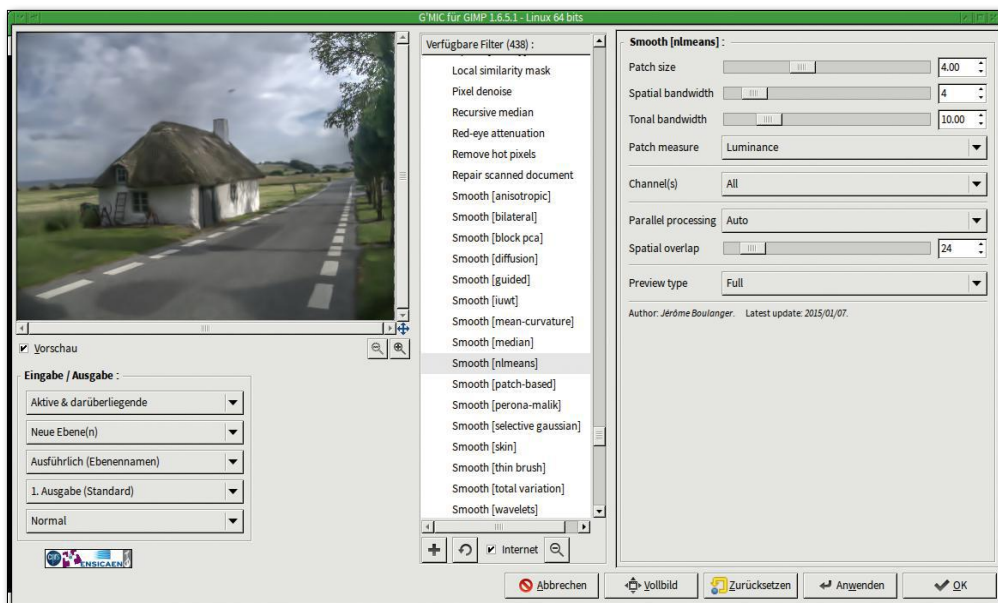 G'MIC für GIMP 1.6.5.1 - Linux 64 bits
Vorschau
Eingabe / Ausgabe :
Aktive & darüberliegende
Neue Ebene(n)
Ausführlich (Ebenennamen)
1. Ausgabe (Standard)
Normal
ENSICAEN
Verfügbare Filter (438) :
Local similarity mask
Pixel denoise
Recursive median
Red-eye attenuation
Remove hot pixels
Repair scanned document
Smooth [anisotropic]
Smooth [bilateral]
Smooth [block pca]
Smooth [diffusion]
Smooth [guided]
Smooth [iuwt]
Smooth [mean-curvature]
Smooth [median]
Smooth [nlmeans]
Smooth [patch-based]
Smooth [perona-malik]
Smooth [selective gaussian]
Smooth [skin]
Smooth [thin brush]
Smooth [total variation]
Smooth [wavelets]
Internet
Smooth [nlmeans] :
Patch size 4.00
Spatial bandwidth 4
Tonal bandwidth 10.00
Patch measure Luminance
Channel(s) All
Parallel processing Auto
Spatial overlap 24
Preview type Full
Author: Jérôme Boulanger. Latest update: 2015/01/07.
Abbrechen Vollbild Zurücksetzen Anwenden OK